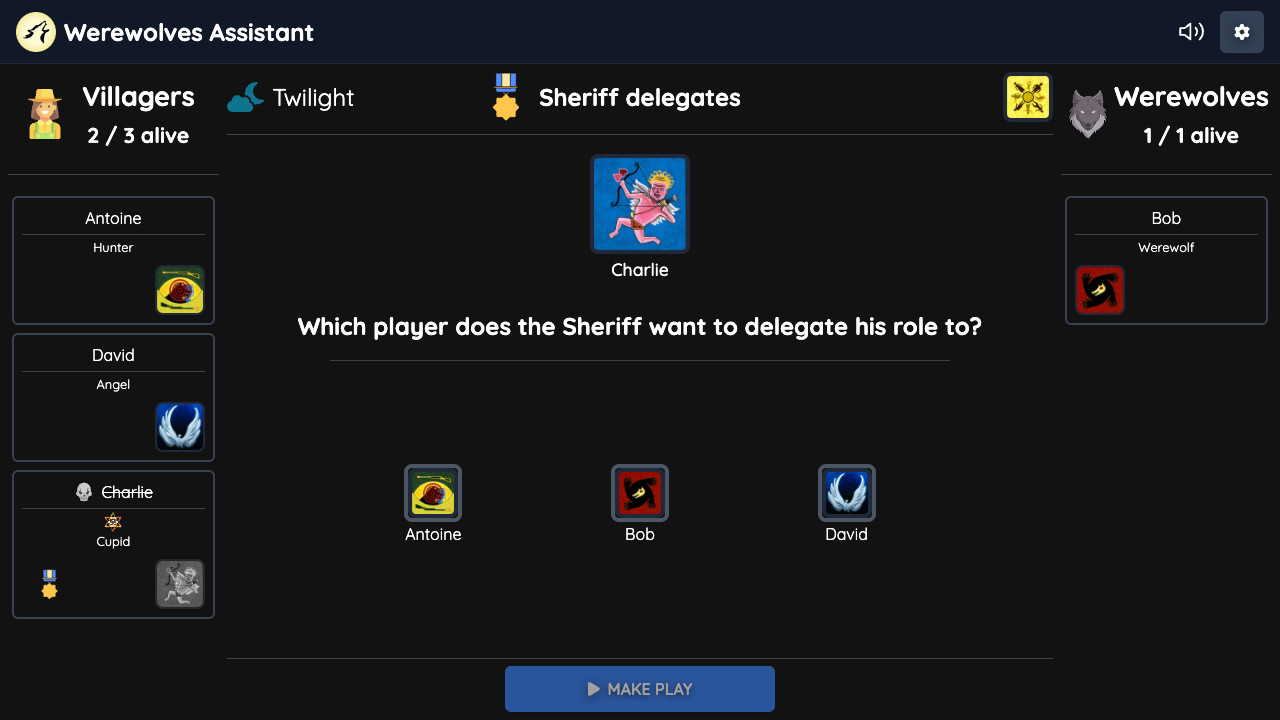 Werewolves Assistant
Villagers
2 / 3 alive
Twilight
Sheriff delegates
Werewolves
1 / 1 alive
Antoine
Hunter
David
Angel
Charlie
Cupid
Charlie
Which player does the Sheriff want to delegate his role to?
Antoine
Bob
David
MAKE PLAY
Bob
Werewolf